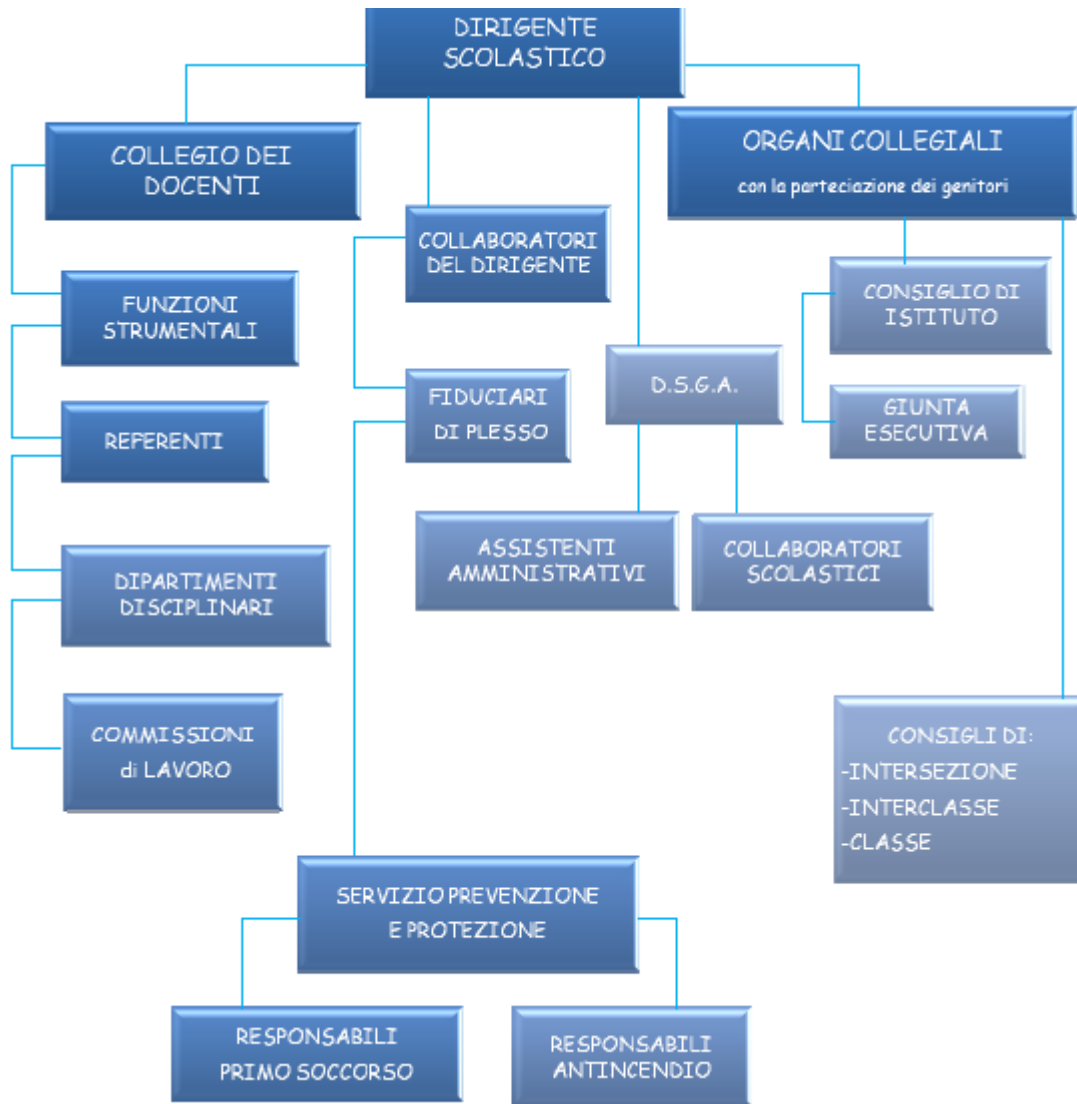 DIRIGENTE
SCOLASTICO
COLLEGIO DEI
DOCENTI
ORGANI COLLEGIALI
con la parteciazione dei genitori
COLLABORATORI
DEL DIRIGENTE
FUNZIONI
STRUMENTALI
CONSIGLIO DI
ISTITUTO
D.S.G.A.
FIDUCIARI
DI PLESSO
GIUNTA
ESECUTIVA
REFERENTI
ASSISTENTI
AMMINISTRATIVI
COLLABORATORI
SCOLASTICI
DIPARTIMENTI
DISCIPLINARI
COMMISSIONI
di LAVORO
CONSIGLI DI:
-INTERSEZIONE
-INTERCLASSE
-CLASSE
SERVIZIO PREVENZIONE
E PROTEZIONE
RESPONSABILI
PRIMO SOCCORSO
RESPONSABILI
ANTINCENDIO